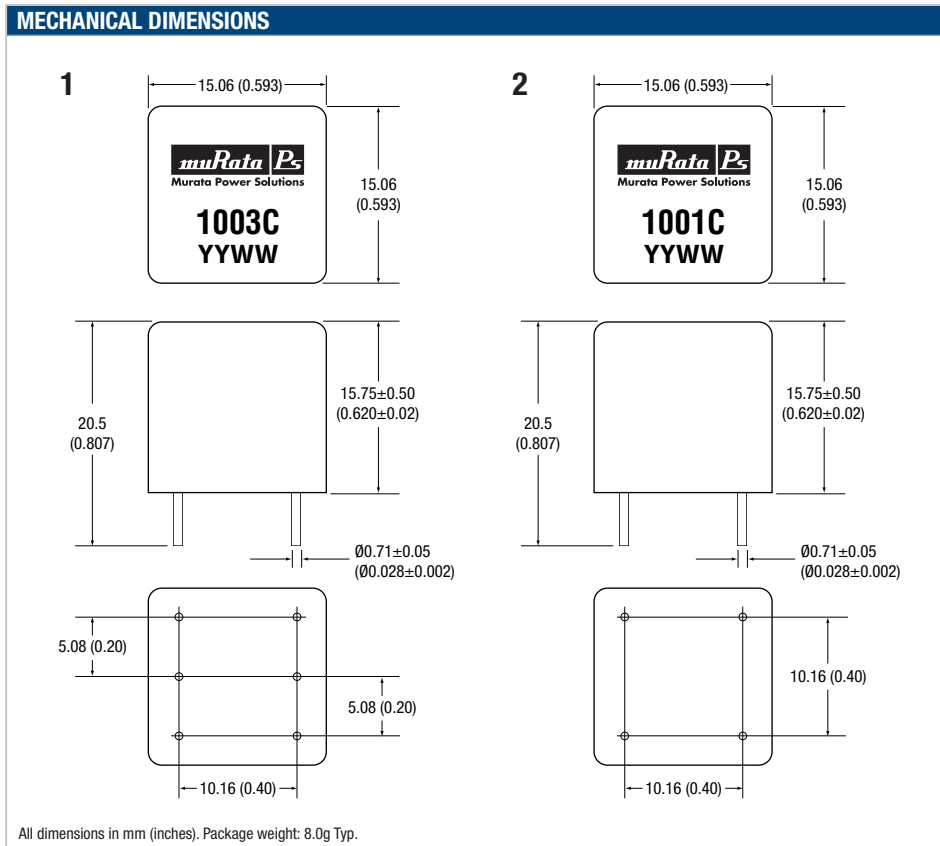 MECHANICAL DIMENSIONS
1
15.06 (0.593)
muRata Ps
Murata Power Solutions
1003C
YYWW
15.06
(0.593)
20.5
(0.807)
15.75±0.50
(0.620±0.02)
Ø0.71±0.05
(Ø0.028±0.002)
5.08 (0.20)
5.08 (0.20)
10.16 (0.40)
2
15.06 (0.593)
muRata Ps
Murata Power Solutions
1001C
YYWW
15.06
(0.593)
20.5
(0.807)
15.75±0.50
(0.620±0.02)
Ø0.71±0.05
(Ø0.028±0.002)
10.16 (0.40)
10.16 (0.40)
All dimensions in mm (inches). Package weight: 8.0g Typ.